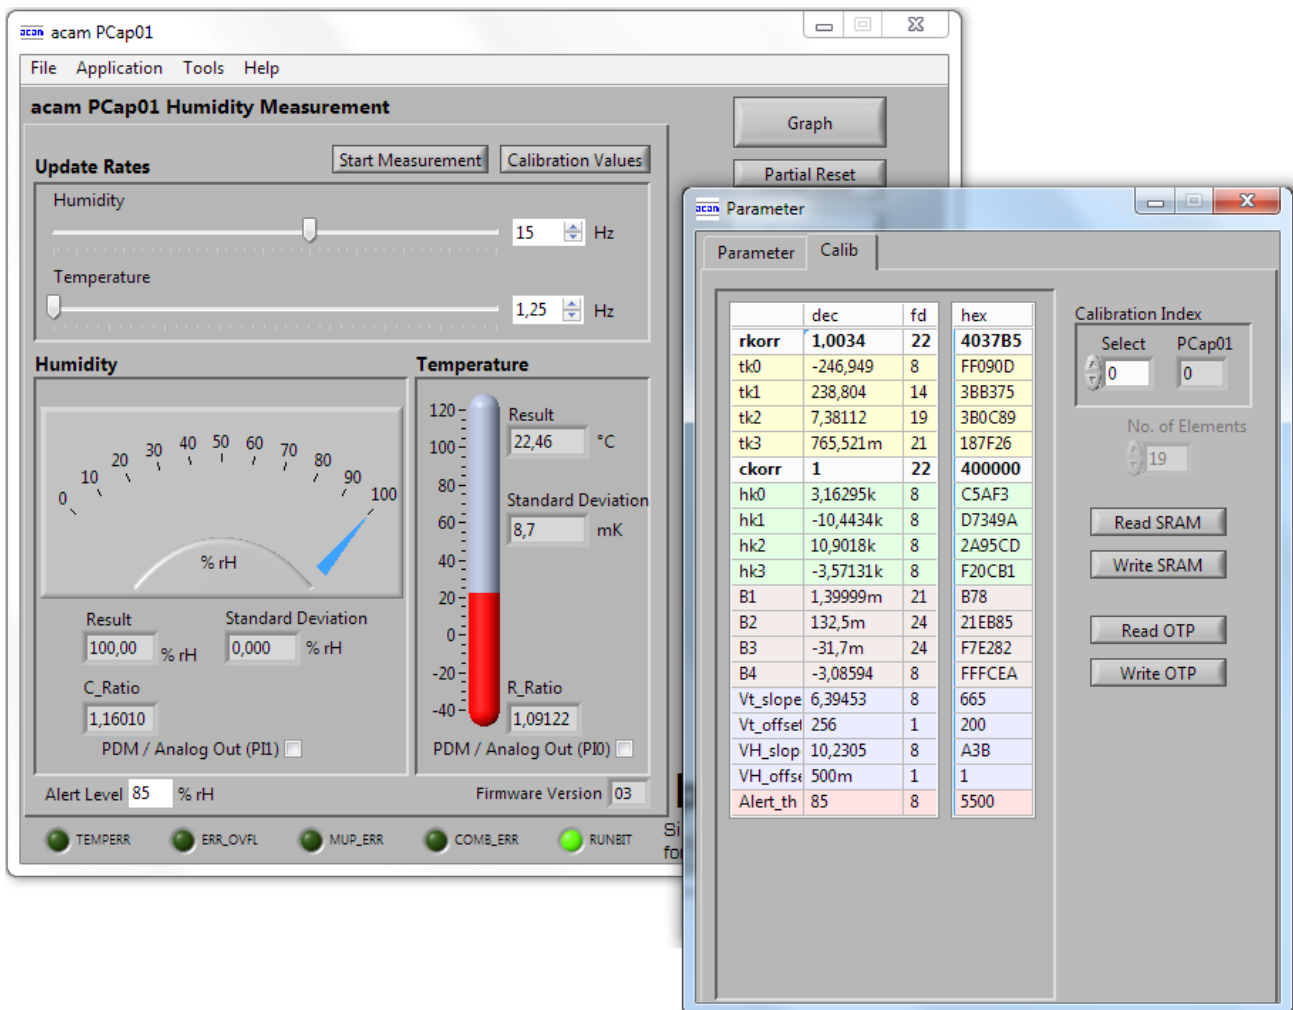 acam acam PCap01
File Application Tools Help
acam PCap01 Humidity Measurement
Graph
Partial Reset
Update Rates
Start Measurement
Calibration Values
Humidity
15 Hz
Temperature
1,25 Hz
Humidity
0 10 20 30 40 50 60 70 80 90 100
% rH
Result
100,00 % rH
Standard Deviation
0,000 % rH
C_Ratio
1,16010
PDM / Analog Out (PI1)
Temperature
120
100
80
60
40
20
0
-20
-40
Result
22,46 °C
Standard Deviation
8,7 mK
R_Ratio
1,09122
PDM / Analog Out (PI0)
Alert Level 85 % rH
Firmware Version 03
TEMPERR ERR_OVFL MUP_ERR COMB_ERR RUNBIT
Si
for
acam Parameter
Parameter Calib
dec fd hex
rkorr 1,0034 22 4037B5
tk0 -246,949 8 FF090D
tk1 238,804 14 3BB375
tk2 7,38112 19 3B0C89
tk3 765,521m 21 187F26
ckorr 1 22 400000
hk0 3,16295k 8 C5AF3
hk1 -10,4434k 8 D7349A
hk2 10,9018k 8 2A95CD
hk3 -3,57131k 8 F20CB1
B1 1,39999m 21 B78
B2 132,5m 24 21EB85
B3 -31,7m 24 F7E282
B4 -3,08594 8 FFFCEA
Vt_slope 6,39453 8 665
Vt_offset 256 1 200
VH_slop 10,2305 8 A3B
VH_offse 500m 1 1
Alert_th 85 8 5500
Calibration Index
Select PCap01
0 0
No. of Elements
19
Read SRAM
Write SRAM
Read OTP
Write OTP